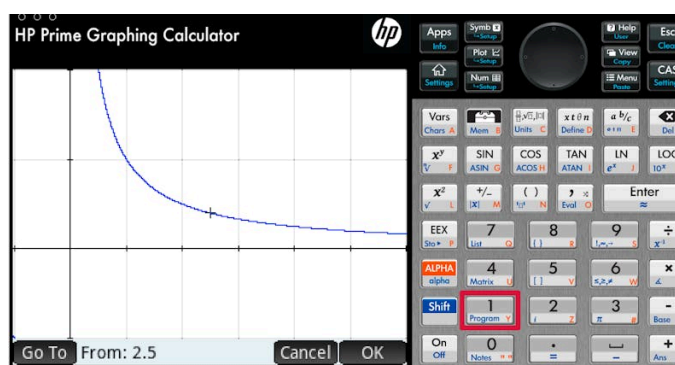 HP Prime Graphing Calculator
hp
Go To From: 2.5 Cancel OK
Apps Symb Help Esc
Info Setup User Clea
Plot View
Setup Copy
Num Menu CAS
Settings Setup Paste Settin
Vars x t θ n a b/c
Chars A Mem B Units C Define D E Del
xʸ SIN COS TAN LN LOG
F ASIN G ACOS H ATAN I eˣ J 10ˣ
x² +/- ( ) , Enter
√ L |x| M N Eval O ≈
EEX 7 8 9 ÷
Sto ▸ P List Q { } R S x⁻¹
ALPHA 4 5 6 ×
alpha Matrix U [ ] V ≤,≥,≠ W ∠
Shift 1 2 3 -
Program Y i Z π # Base
On 0 . +
Off Notes " " = _ Ans